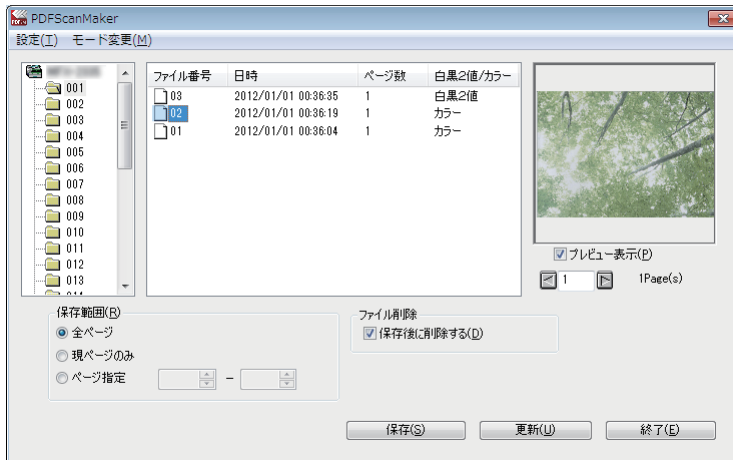 PDFScanMaker
設定(T) モード変更(M)
001
002
003
004
005
006
007
008
009
010
011
012
013
ファイル番号 日時 ページ数 白黒2値/カラー
03 2012/01/01 00:36:35 1 白黒2値
02 2012/01/01 00:36:19 1 カラー
01 2012/01/01 00:36:04 1 カラー
プレビュー表示(P)
1 1Page(s)
保存範囲(R)
全ページ
現ページのみ
ページ指定 -
ファイル削除
保存後に削除する(D)
保存(S) 更新(U) 終了(E)